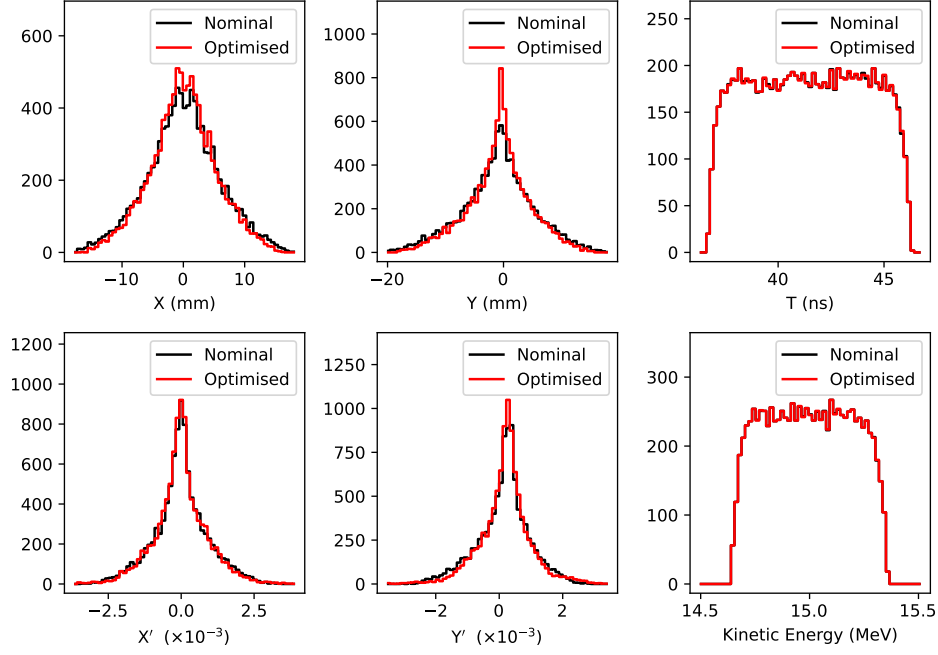 600
400
200
0
Nominal
Optimised
−10
0
10
X (mm)
1000
800
600
400
200
0
Nominal
Optimised
−20
0
Y (mm)
250
200
150
100
50
0
Nominal
Optimised
40
45
T (ns)
1200
1000
800
600
400
200
0
Nominal
Optimised
−2.5
0.0
2.5
X′ (×10⁻³)
1250
1000
750
500
250
0
Nominal
Optimised
−2
0
2
Y′ (×10⁻³)
300
200
100
0
Nominal
Optimised
14.5
15.0
15.5
Kinetic Energy (MeV)